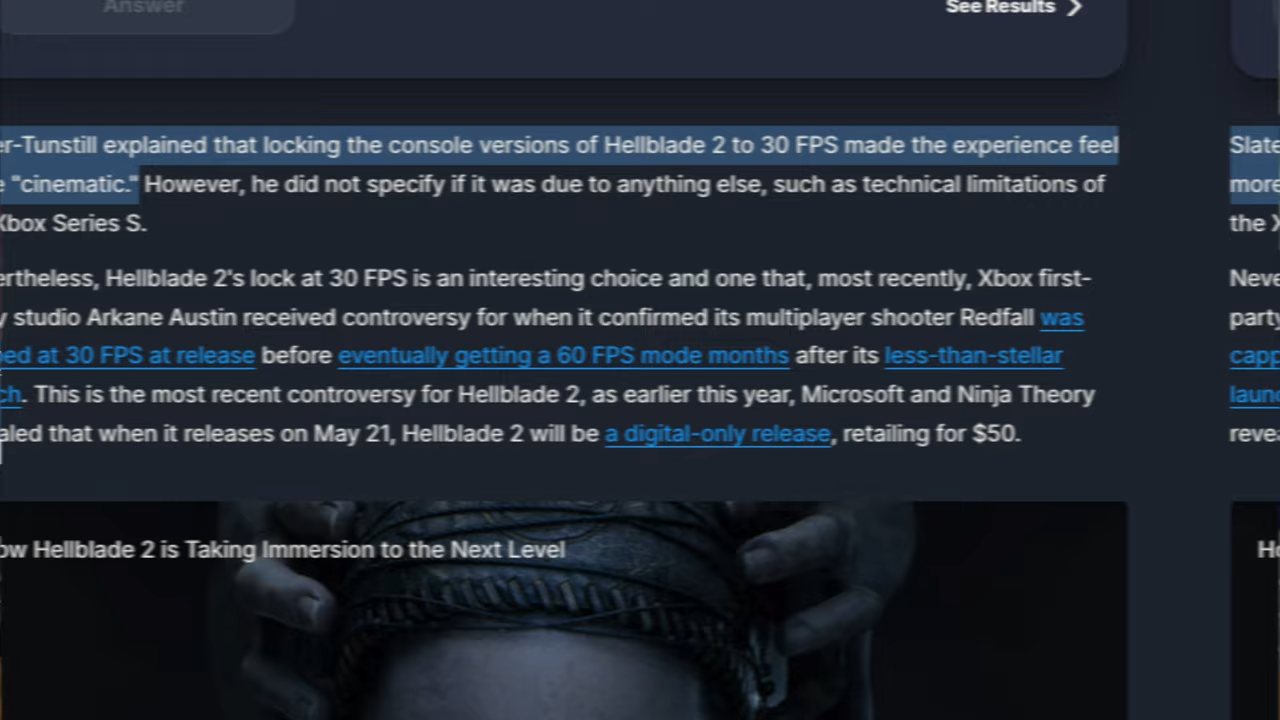 Answer
See Results
er-Tunstill explained that locking the console versions of Hellblade 2 to 30 FPS made the experience feel
e "cinematic." However, he did not specify if it was due to anything else, such as technical limitations of
Xbox Series S.
ertheless, Hellblade 2's lock at 30 FPS is an interesting choice and one that, most recently, Xbox first-
y studio Arkane Austin received controversy for when it confirmed its multiplayer shooter Redfall was
ped at 30 FPS at release before eventually getting a 60 FPS mode months after its less-than-stellar
ch. This is the most recent controversy for Hellblade 2, as earlier this year, Microsoft and Ninja Theory
aled that when it releases on May 21, Hellblade 2 will be a digital-only release, retailing for $50.
ow Hellblade 2 is Taking Immersion to the Next Level
Slate
more
the X
Neve
party
capp
laund
revea
Ho